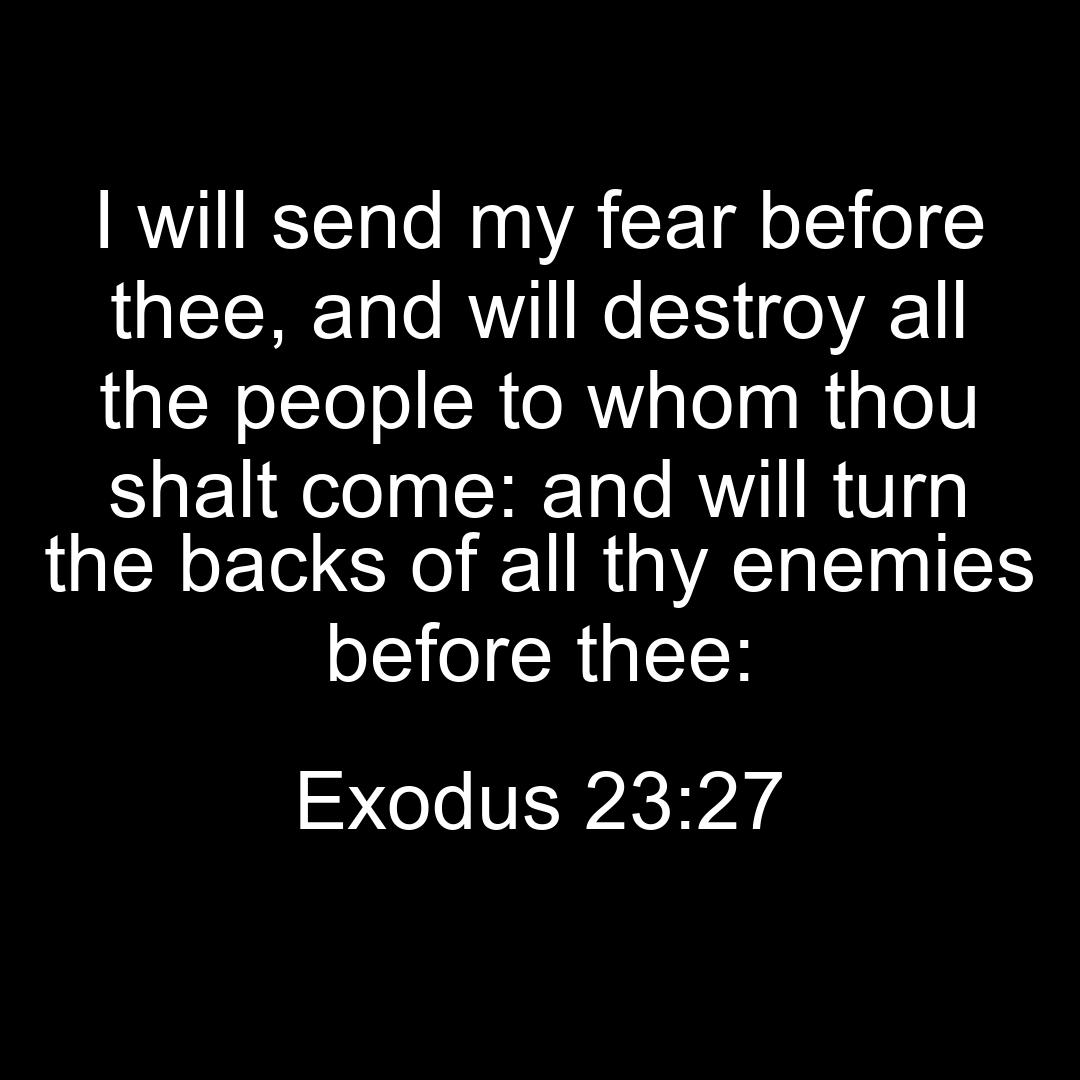 I will send my fear before
thee, and will destroy all
the people to whom thou
shalt come: and will turn
the backs of all thy enemies
before thee:
Exodus 23:27